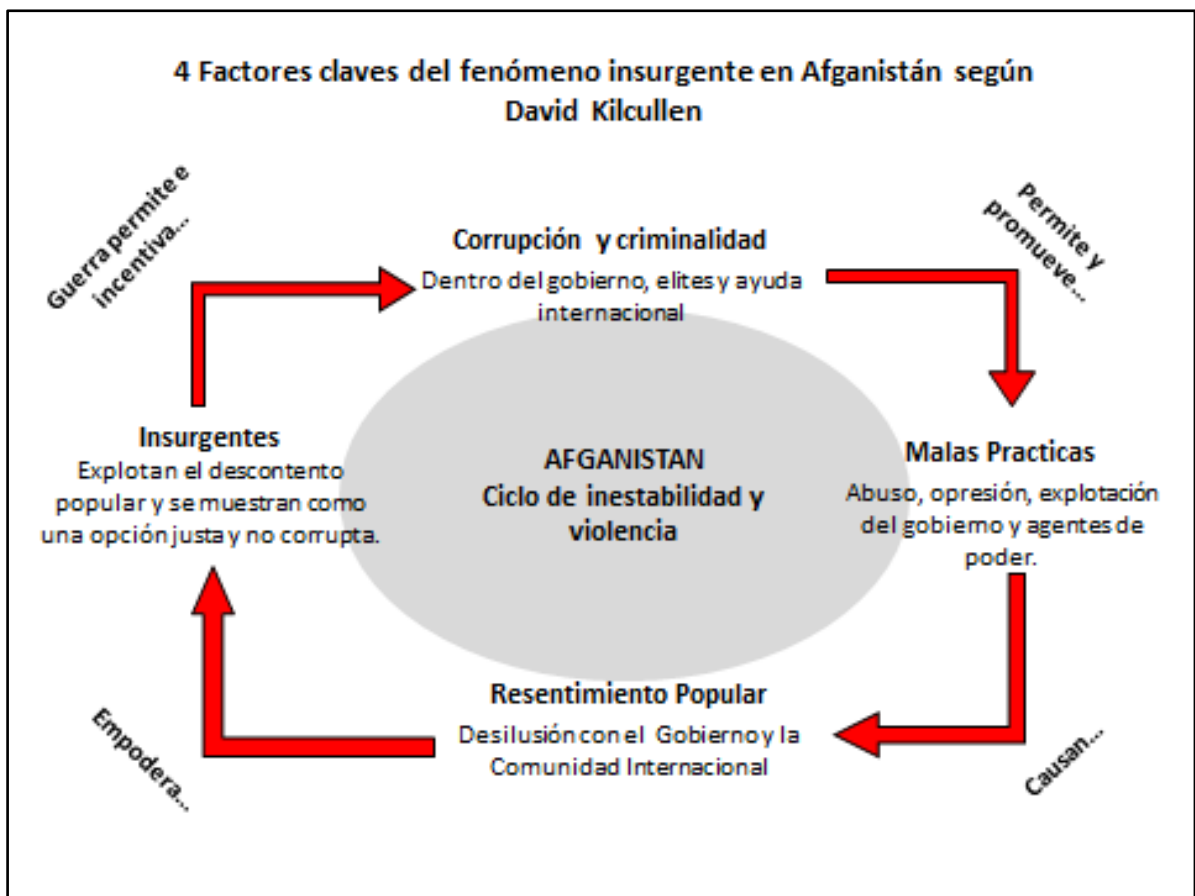 4 Factores claves del fenómeno insurgente en Afganistán según
David Kilcullen
Guerra permite e
incentiva...
Permite y
promueve...
Corrupción y criminalidad
Dentro del gobierno, elites y ayuda
internacional
Insurgentes
Explotan el descontento
popular y se muestran como
una opción justa y no corrupta.
AFGANISTAN
Ciclo de inestabilidad y
violencia
Malas Practicas
Abuso, opresión, explotación
del gobierno y agentes de
poder.
Resentimiento Popular
Desilusión con el Gobierno y la
Comunidad Internacional
Empodera...
Causan...